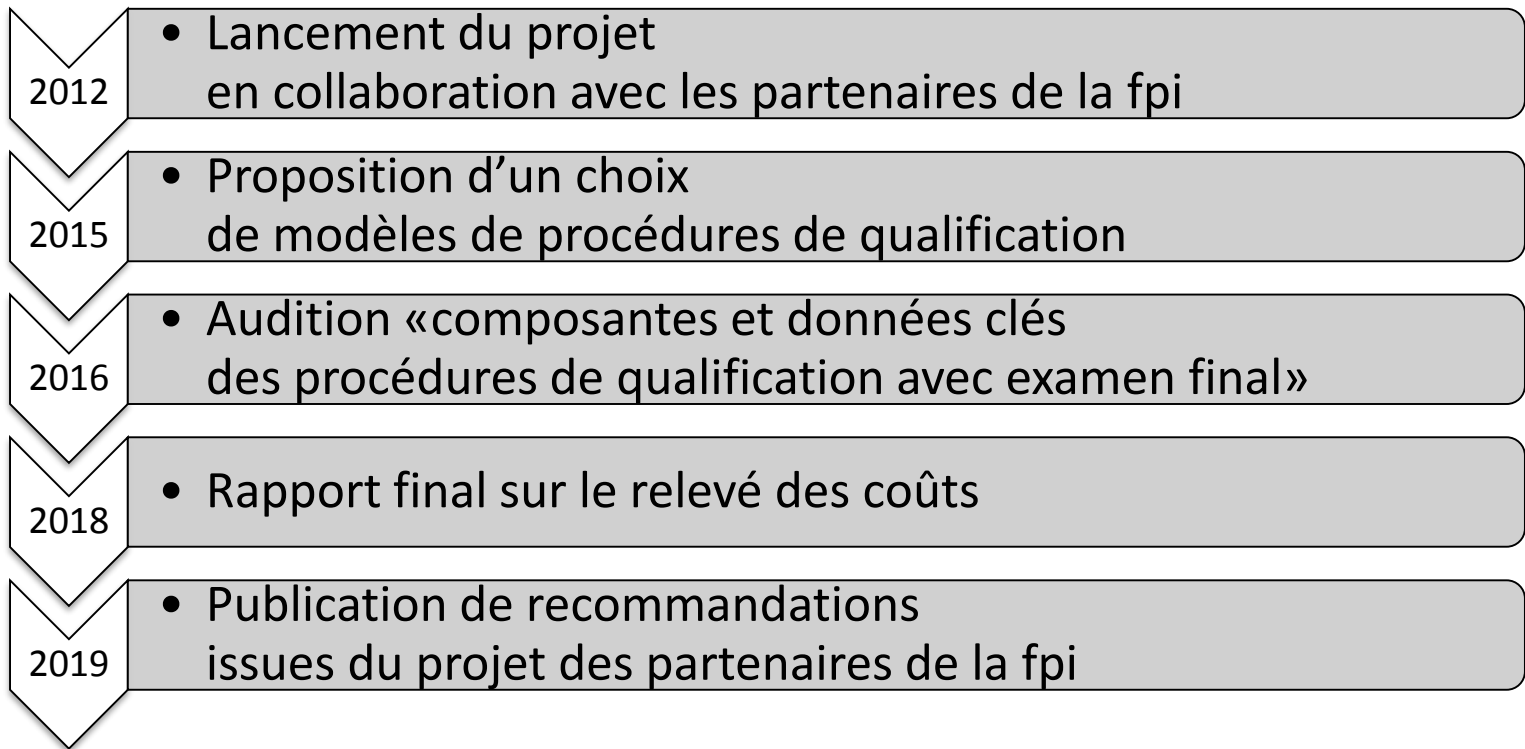 2012
• Lancement du projet
en collaboration avec les partenaires de la fpi
2015
• Proposition d’un choix
de modèles de procédures de qualification
2016
• Audition «composantes et données clés
des procédures de qualification avec examen final»
2018
• Rapport final sur le relevé des coûts
2019
• Publication de recommandations
issues du projet des partenaires de la fpi